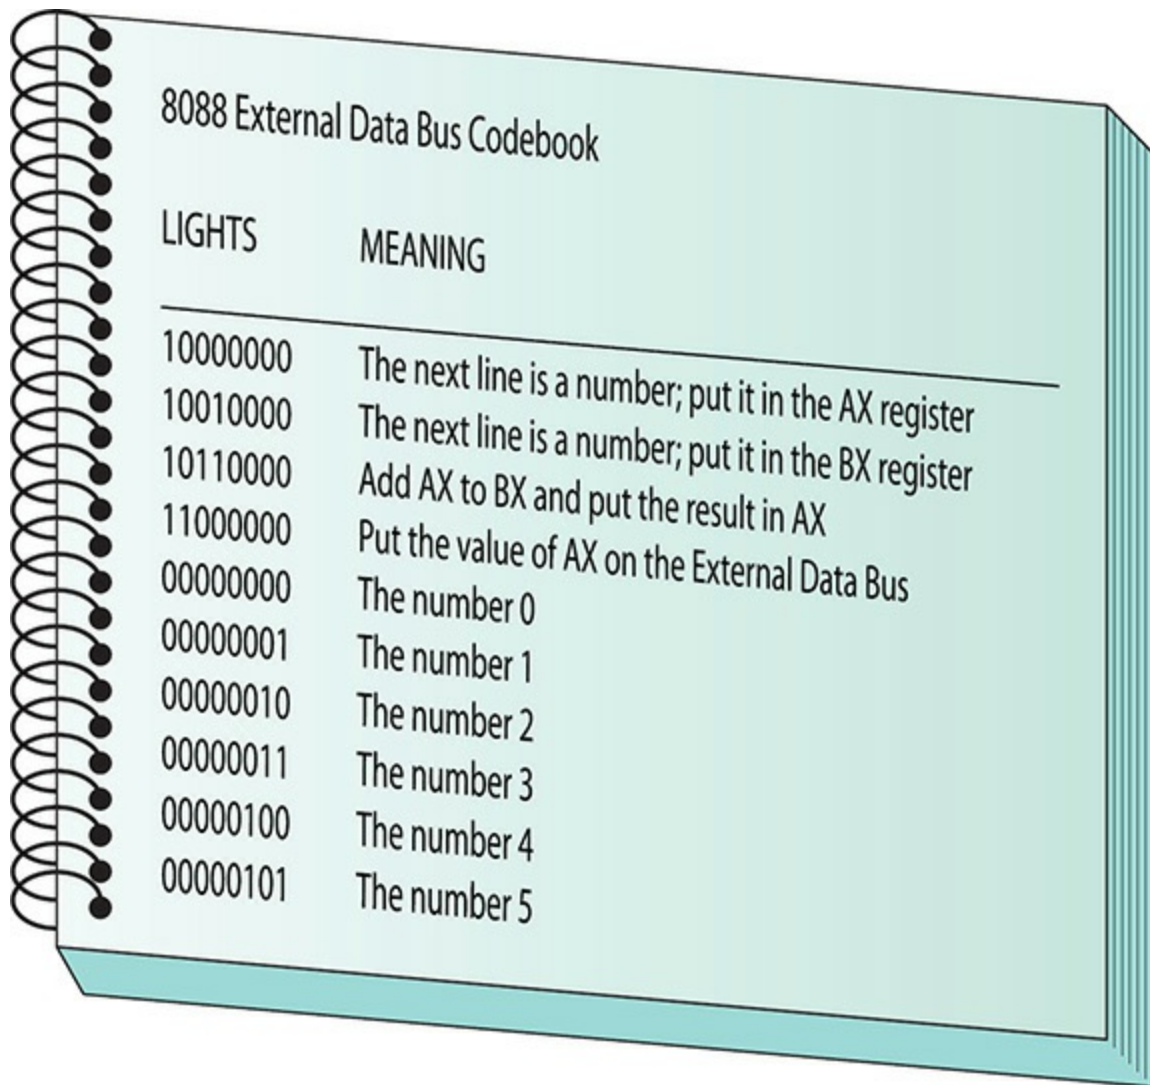 8088 External Data Bus Codebook
LIGHTS MEANING
10000000 The next line is a number; put it in the AX register
10010000 The next line is a number; put it in the BX register
10110000 Add AX to BX and put the result in AX
11000000 Put the value of AX on the External Data Bus
00000000 The number 0
00000001 The number 1
00000010 The number 2
00000011 The number 3
00000100 The number 4
00000101 The number 5